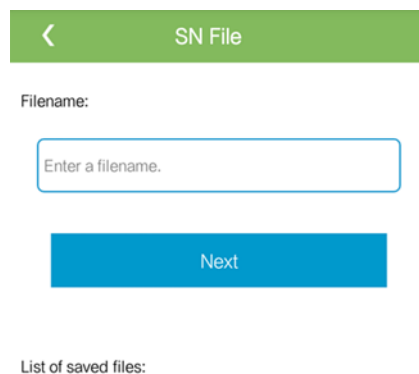 SN File
Filename:
Enter a filename.
Next
List of saved files: